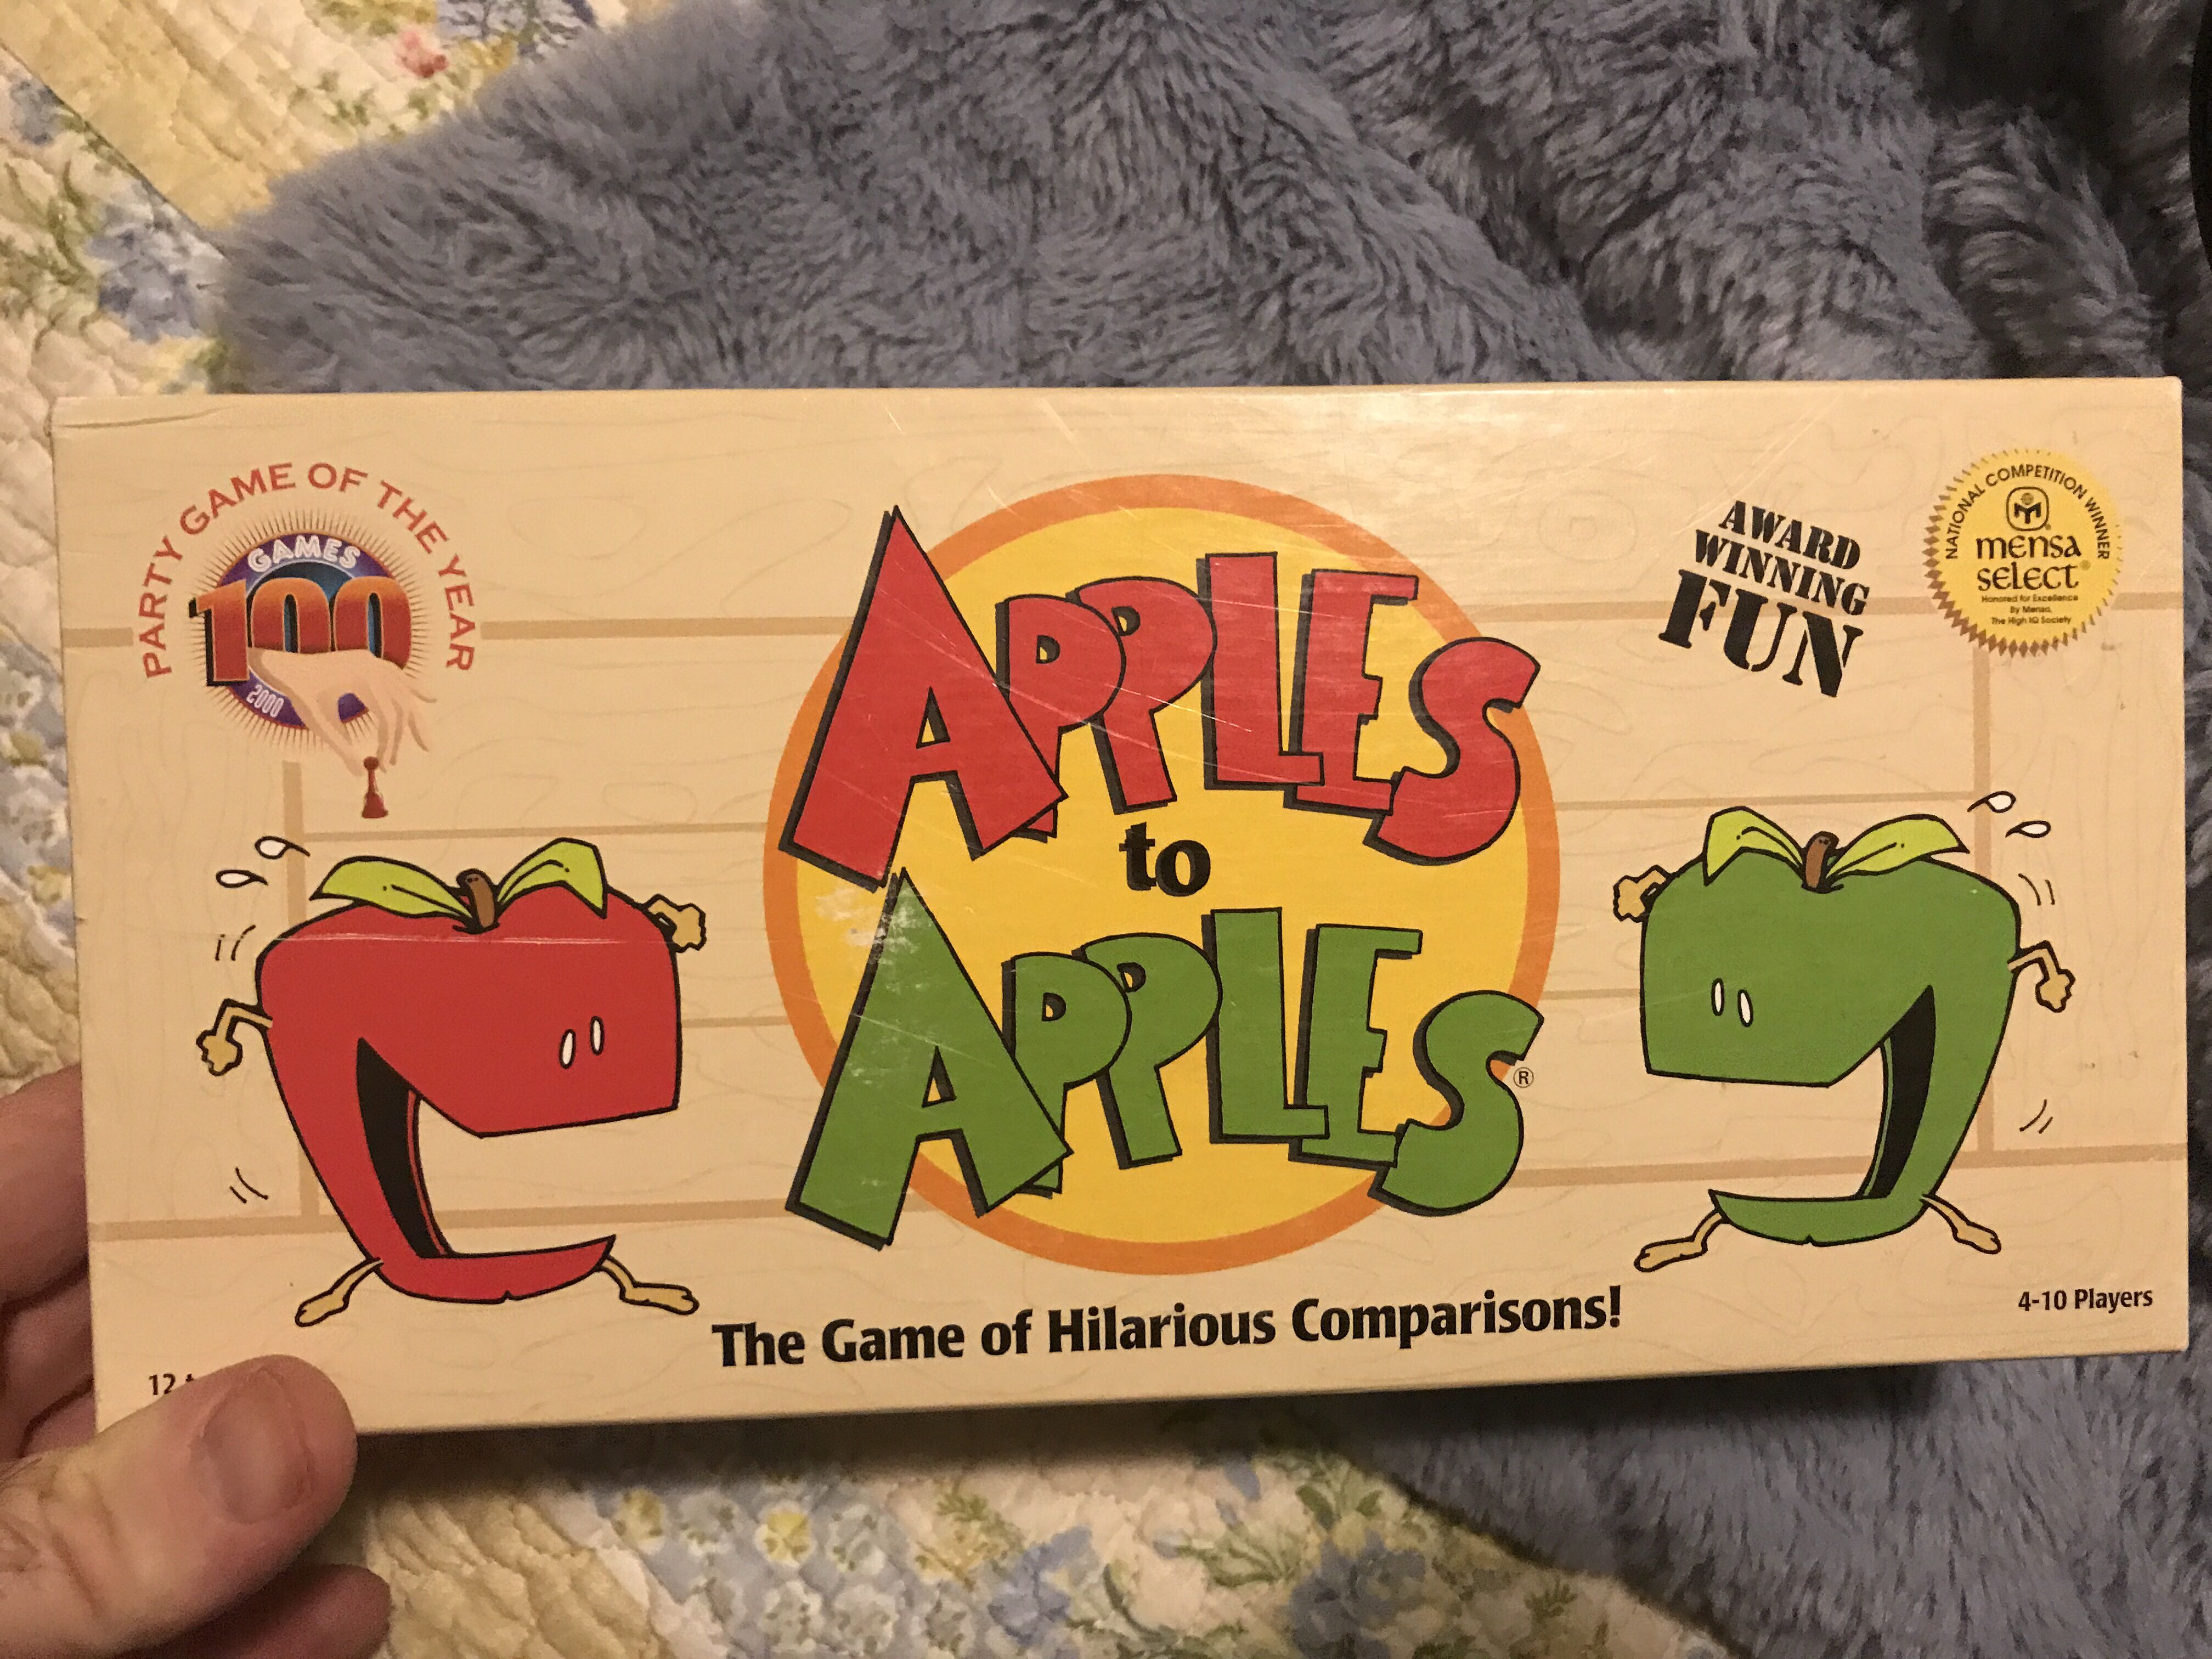 PARTY GAME OF THE YEAR
GAMES
100
2000
AWARD
WINNING
FUN
NATIONAL COMPETITION WINNER
mensa
select®
Honored for Excellence
By Mensa,
The High IQ Society
APPLES
to
APPLES®
The Game of Hilarious Comparisons!
4-10 Players
12